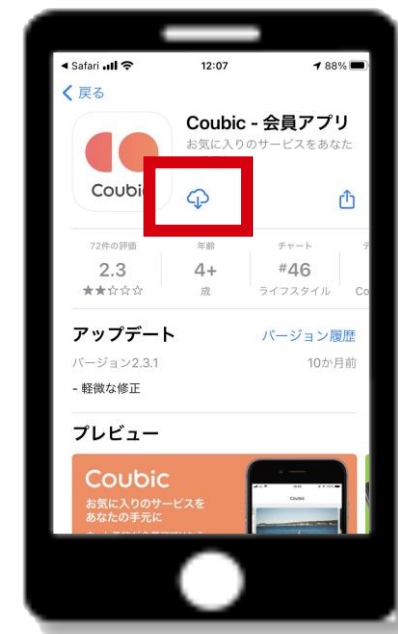 ◀ Safari
12:07
88%
戻る
Coubic - 会員アプリ
お気に入りのサービスをあなた
72件の評価
年齢
チャート
2.3
4+
#46
★★☆☆☆
歳
ライフスタイル
Co
アップデート
バージョン履歴
バージョン2.3.1
10か月前
- 軽微な修正
プレビュー
Coubic
お気に入りのサービスを
あなたの手元に